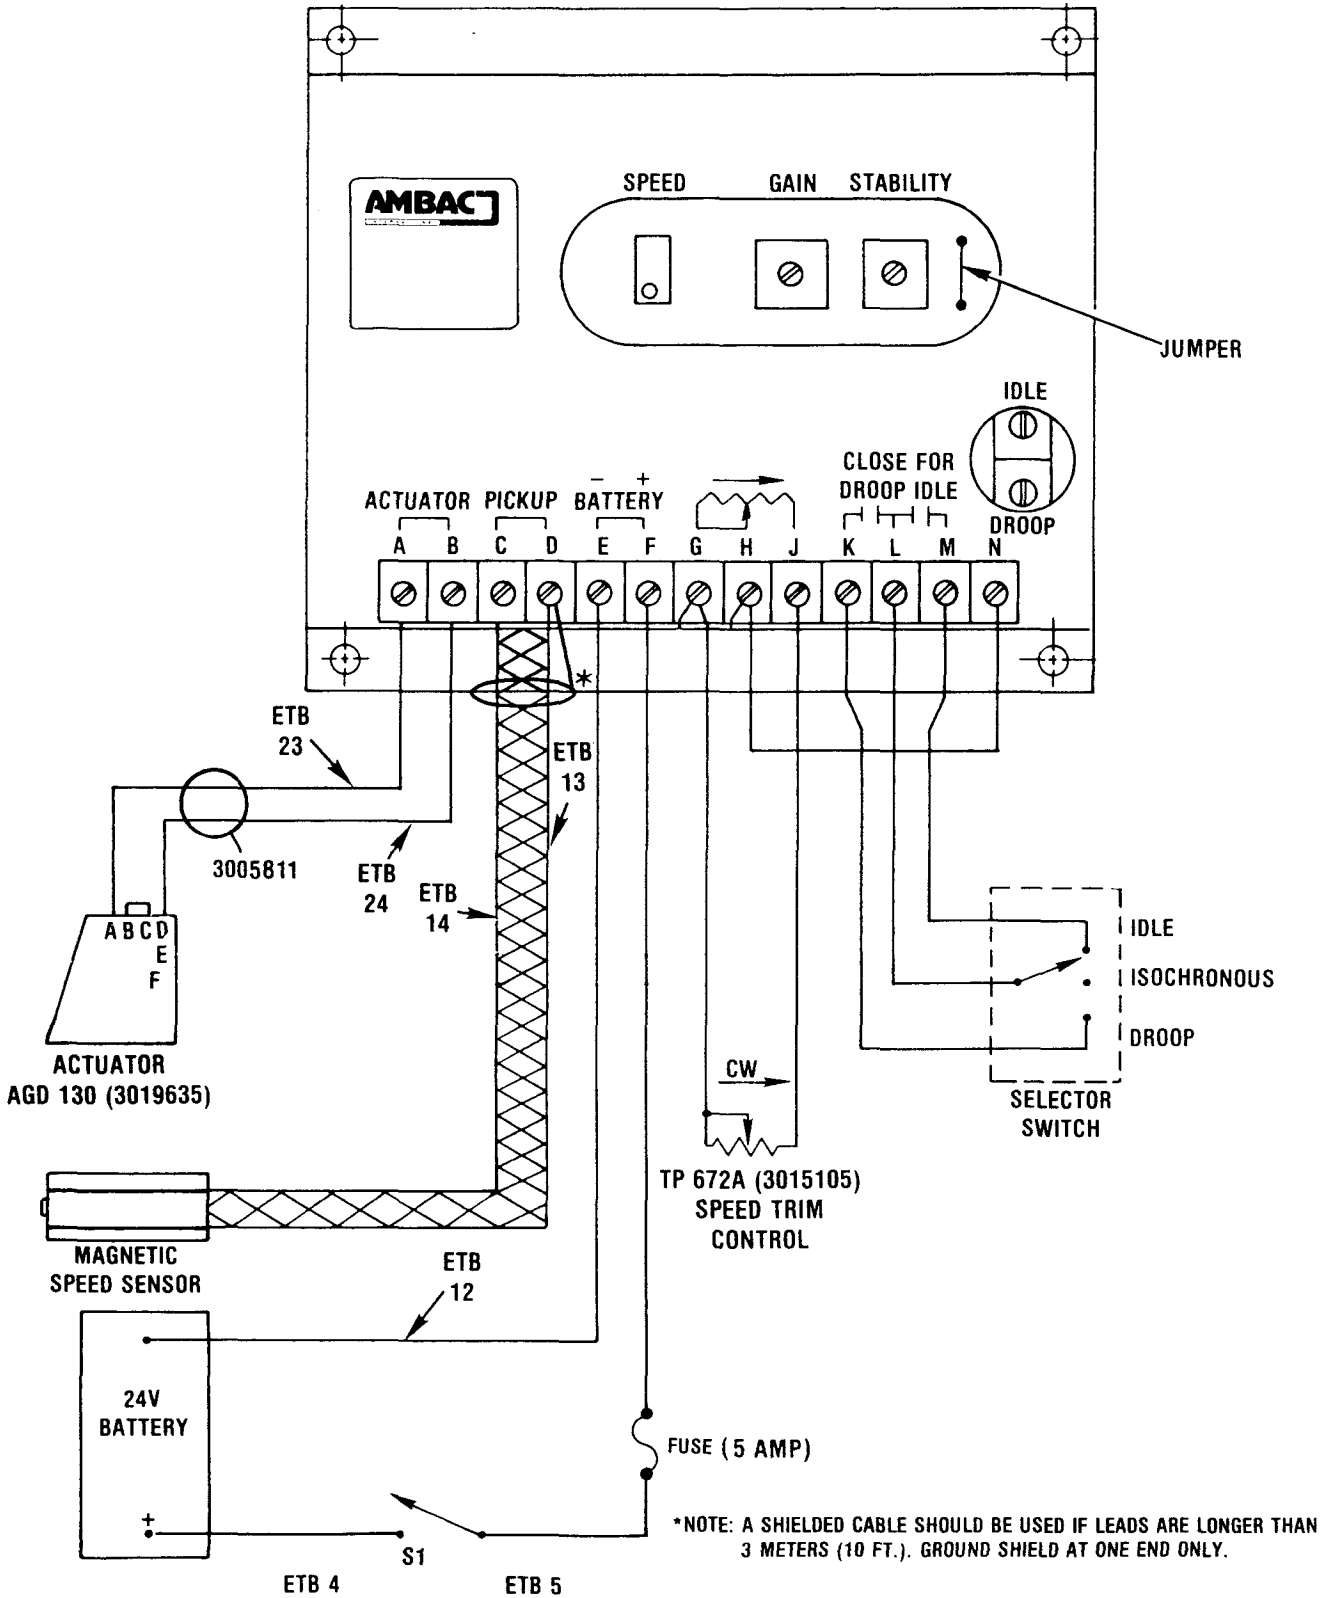 AMBAC
SPEED GAIN STABILITY
JUMPER
IDLE
CLOSE FOR
DROOP IDLE
DROOP
- +
ACTUATOR PICKUP BATTERY
A B C D E F G H J K L M N
*
ETB
23
ETB
13
3005811
ETB
24
ETB
14
A B C D
E
F
ACTUATOR
AGD 130 (3019635)
IDLE
ISOCHRONOUS
DROOP
SELECTOR
SWITCH
CW
TP 672A (3015105)
SPEED TRIM
CONTROL
MAGNETIC
SPEED SENSOR
ETB
12
24V
BATTERY
+
FUSE (5 AMP)
S1
ETB 4
ETB 5
*NOTE: A SHIELDED CABLE SHOULD BE USED IF LEADS ARE LONGER THAN
3 METERS (10 FT.). GROUND SHIELD AT ONE END ONLY.